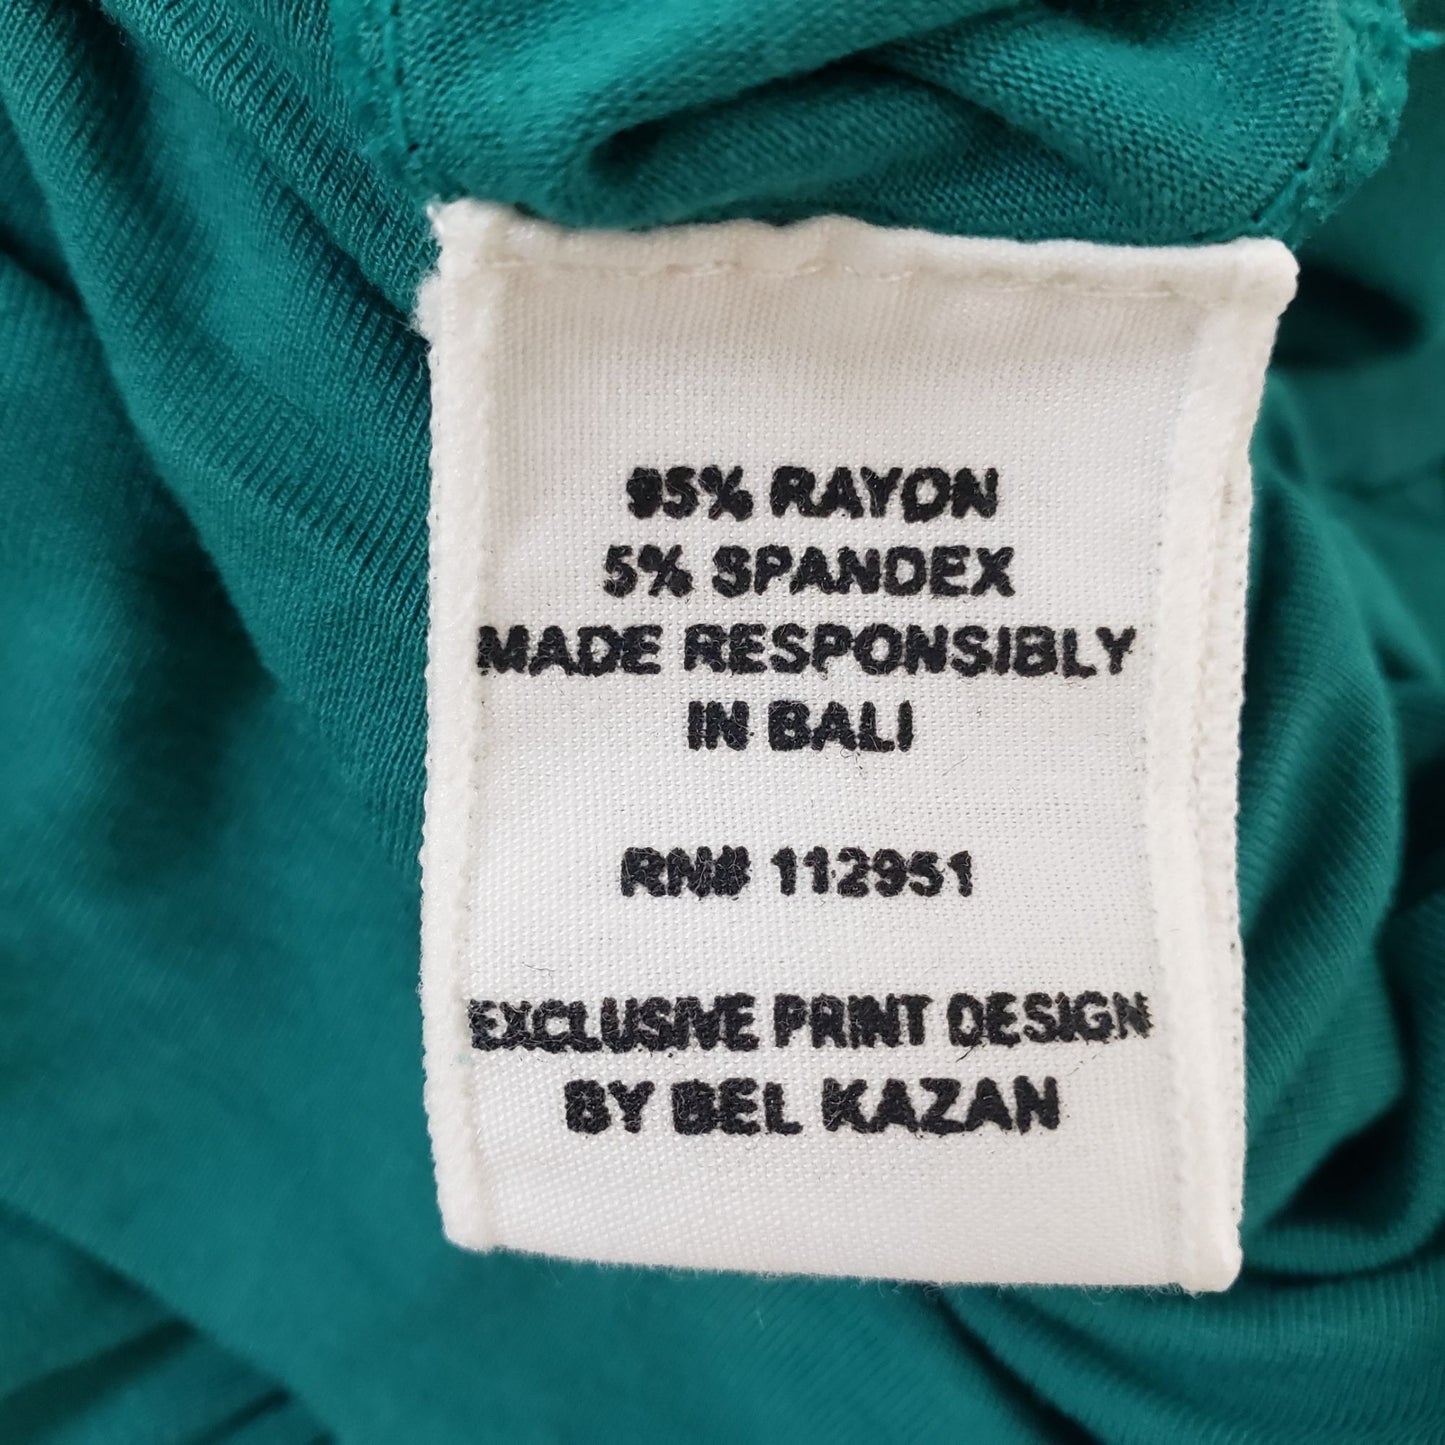 95% RAYON
5% SPANDEX
MADE RESPONSIBLY
IN BALI
RN# 112951
EXCLUSIVE PRINT DESIGN
BY BEL KAZAN